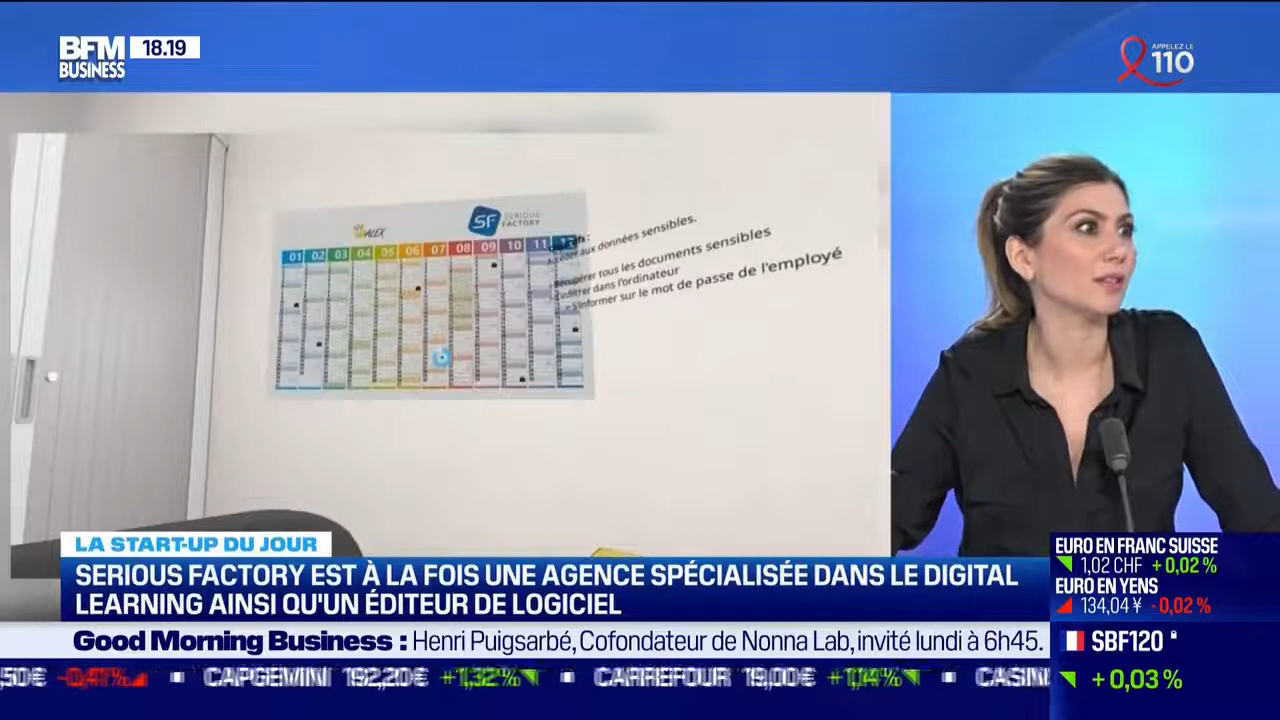 BFM
BUSINESS
18.19
APPELEZ LE
110
ALEX
SF SERIOUS
FACTORY
01 02 03 04 05 06 07 08 09 10 11
Accéder aux données sensibles.
Récupérer tous les documents sensibles
S'infiltrer dans l'ordinateur
S'informer sur le mot de passe de l'employé
LA START-UP DU JOUR
SERIOUS FACTORY EST À LA FOIS UNE AGENCE SPÉCIALISÉE DANS LE DIGITAL
LEARNING AINSI QU'UN ÉDITEUR DE LOGICIEL
EURO EN FRANC SUISSE
1,02 CHF +0,02%
EURO EN YENS
134,04 ¥ -0,02%
Good Morning Business : Henri Puigsarbé, Cofondateur de Nonna Lab, invité lundi à 6h45.
SBF120
+0,03%
,50€ CAPGEMINI 192,20€ +1,32% CARREFOUR 19,00€ CASIN